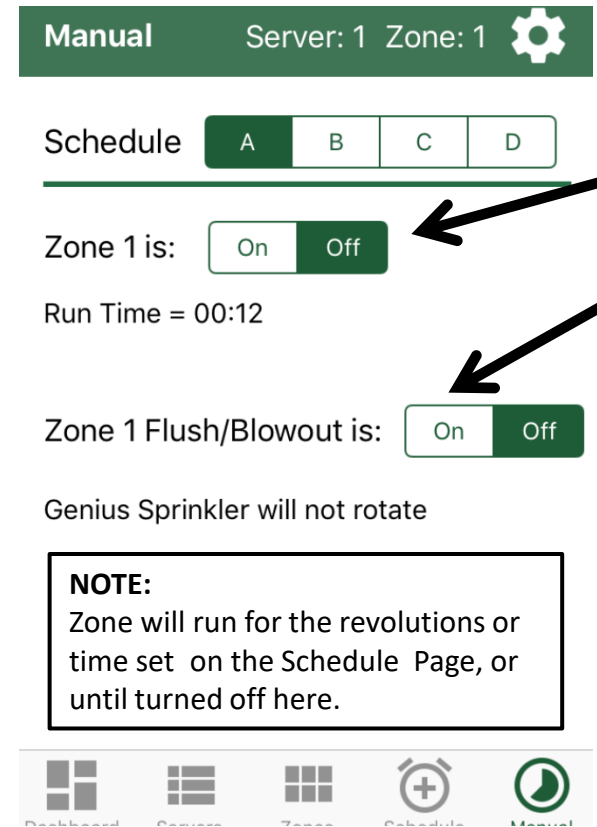 Manual Server: 1 Zone: 1
Schedule A B C D
Zone 1 is: On Off
Run Time = 00:12
Zone 1 Flush/Blowout is: On Off
Genius Sprinkler will not rotate
NOTE:
Zone will run for the revolutions or
time set on the Schedule Page, or
until turned off here.
Dashboard Servers Zones Schedule Manual